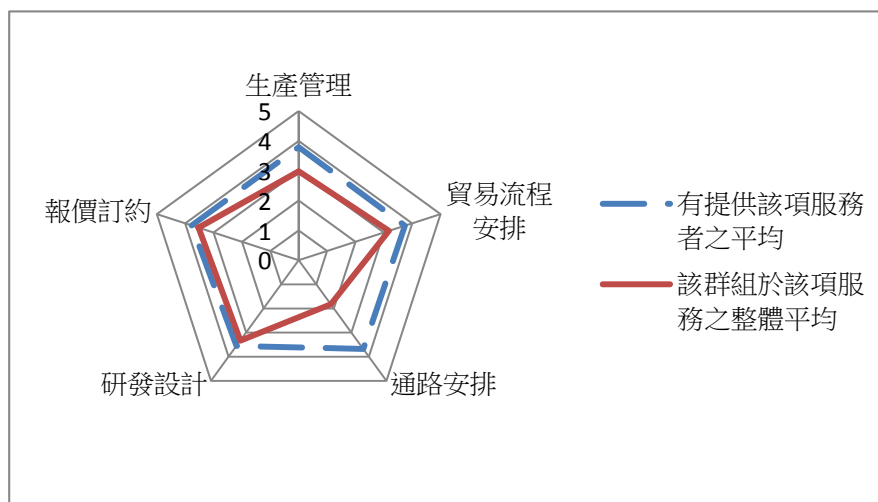 生產管理
5
4
3
2
1
0
貿易流程
安排
通路安排
研發設計
報價訂約
有提供該項服務
者之平均
該群組於該項服
務之整體平均